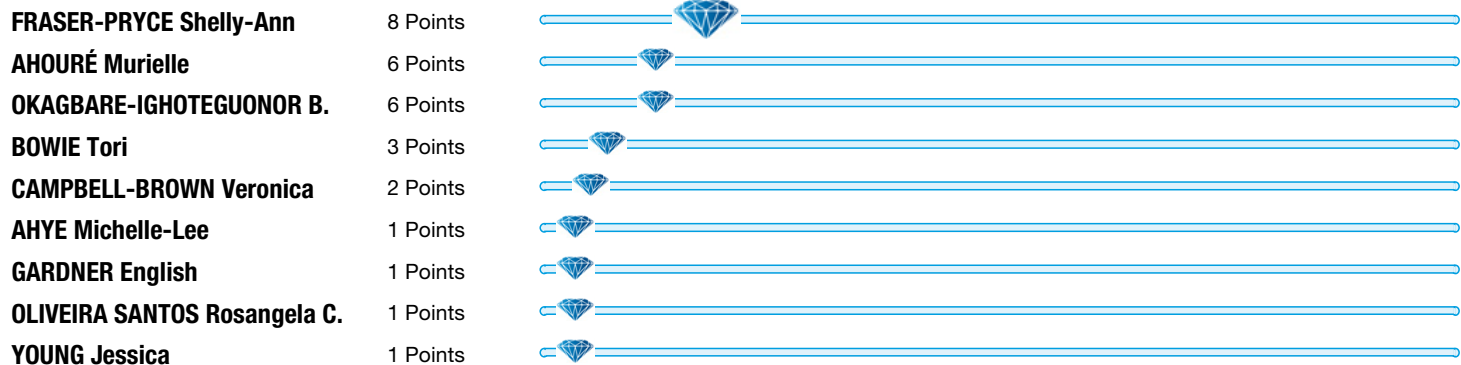 FRASER-PRYCE Shelly-Ann 8 Points
AHOURÉ Murielle 6 Points
OKAGBARE-IGHOTEGUONOR B. 6 Points
BOWIE Tori 3 Points
CAMPBELL-BROWN Veronica 2 Points
AHYE Michelle-Lee 1 Points
GARDNER English 1 Points
OLIVEIRA SANTOS Rosangela C. 1 Points
YOUNG Jessica 1 Points